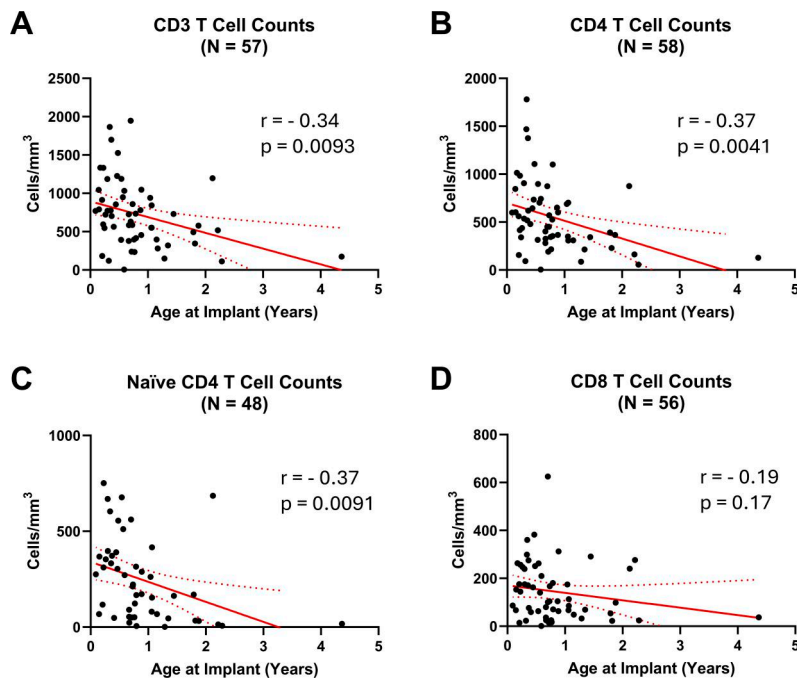 A
CD3 T Cell Counts
(N = 57)
2500
2000
1500
1000
500
0
Cells/mm³
r = - 0.34
p = 0.0093
0 1 2 3 4 5
Age at Implant (Years)
B
CD4 T Cell Counts
(N = 58)
2000
1500
1000
500
0
Cells/mm³
r = - 0.37
p = 0.0041
0 1 2 3 4 5
Age at Implant (Years)
C
Naïve CD4 T Cell Counts
(N = 48)
1000
500
0
Cells/mm³
r = - 0.37
p = 0.0091
0 1 2 3 4 5
Age at Implant (Years)
D
CD8 T Cell Counts
(N = 56)
800
600
400
200
0
Cells/mm³
r = - 0.19
p = 0.17
0 1 2 3 4 5
Age at Implant (Years)